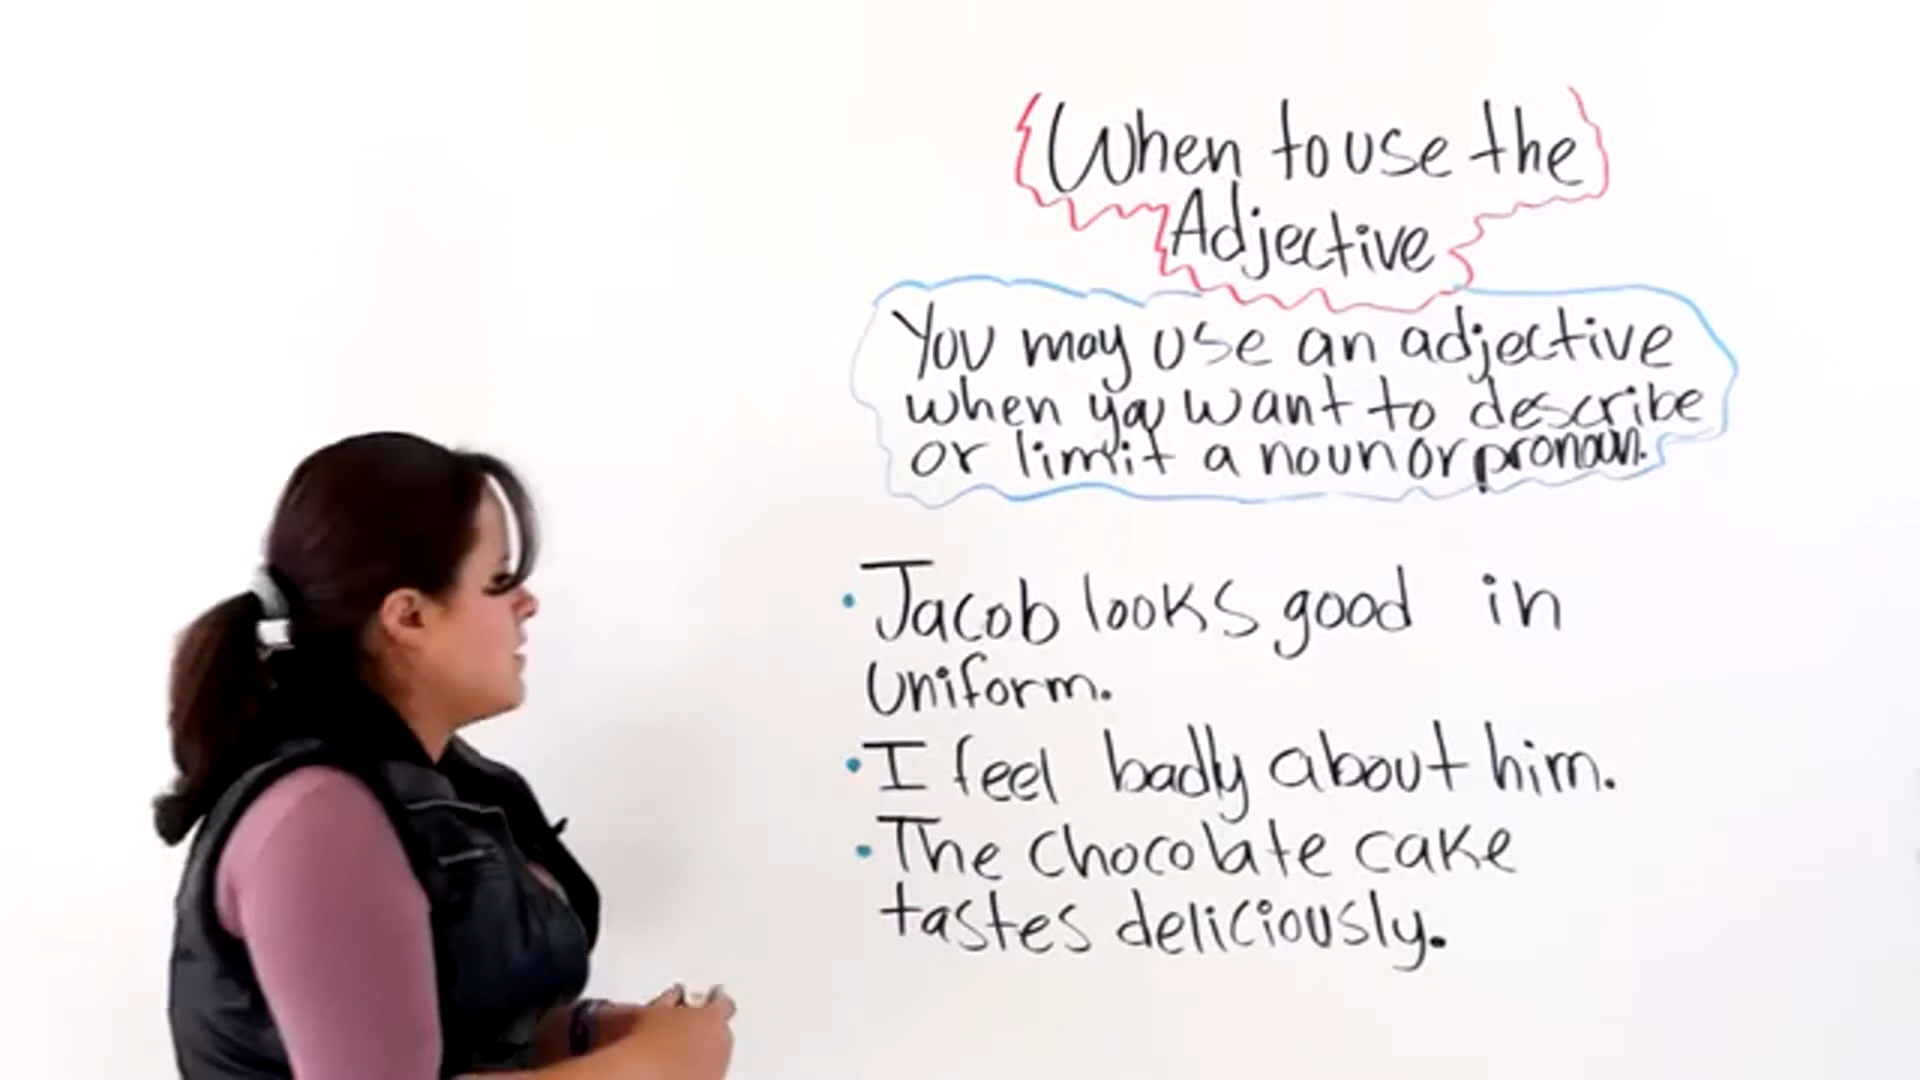 When to use the
Adjective
You may use an adjective
when you want to describe
or limit a noun or pronoun.
• Jacob looks good in
uniform.
• I feel badly about him.
• The chocolate cake
tastes deliciously.